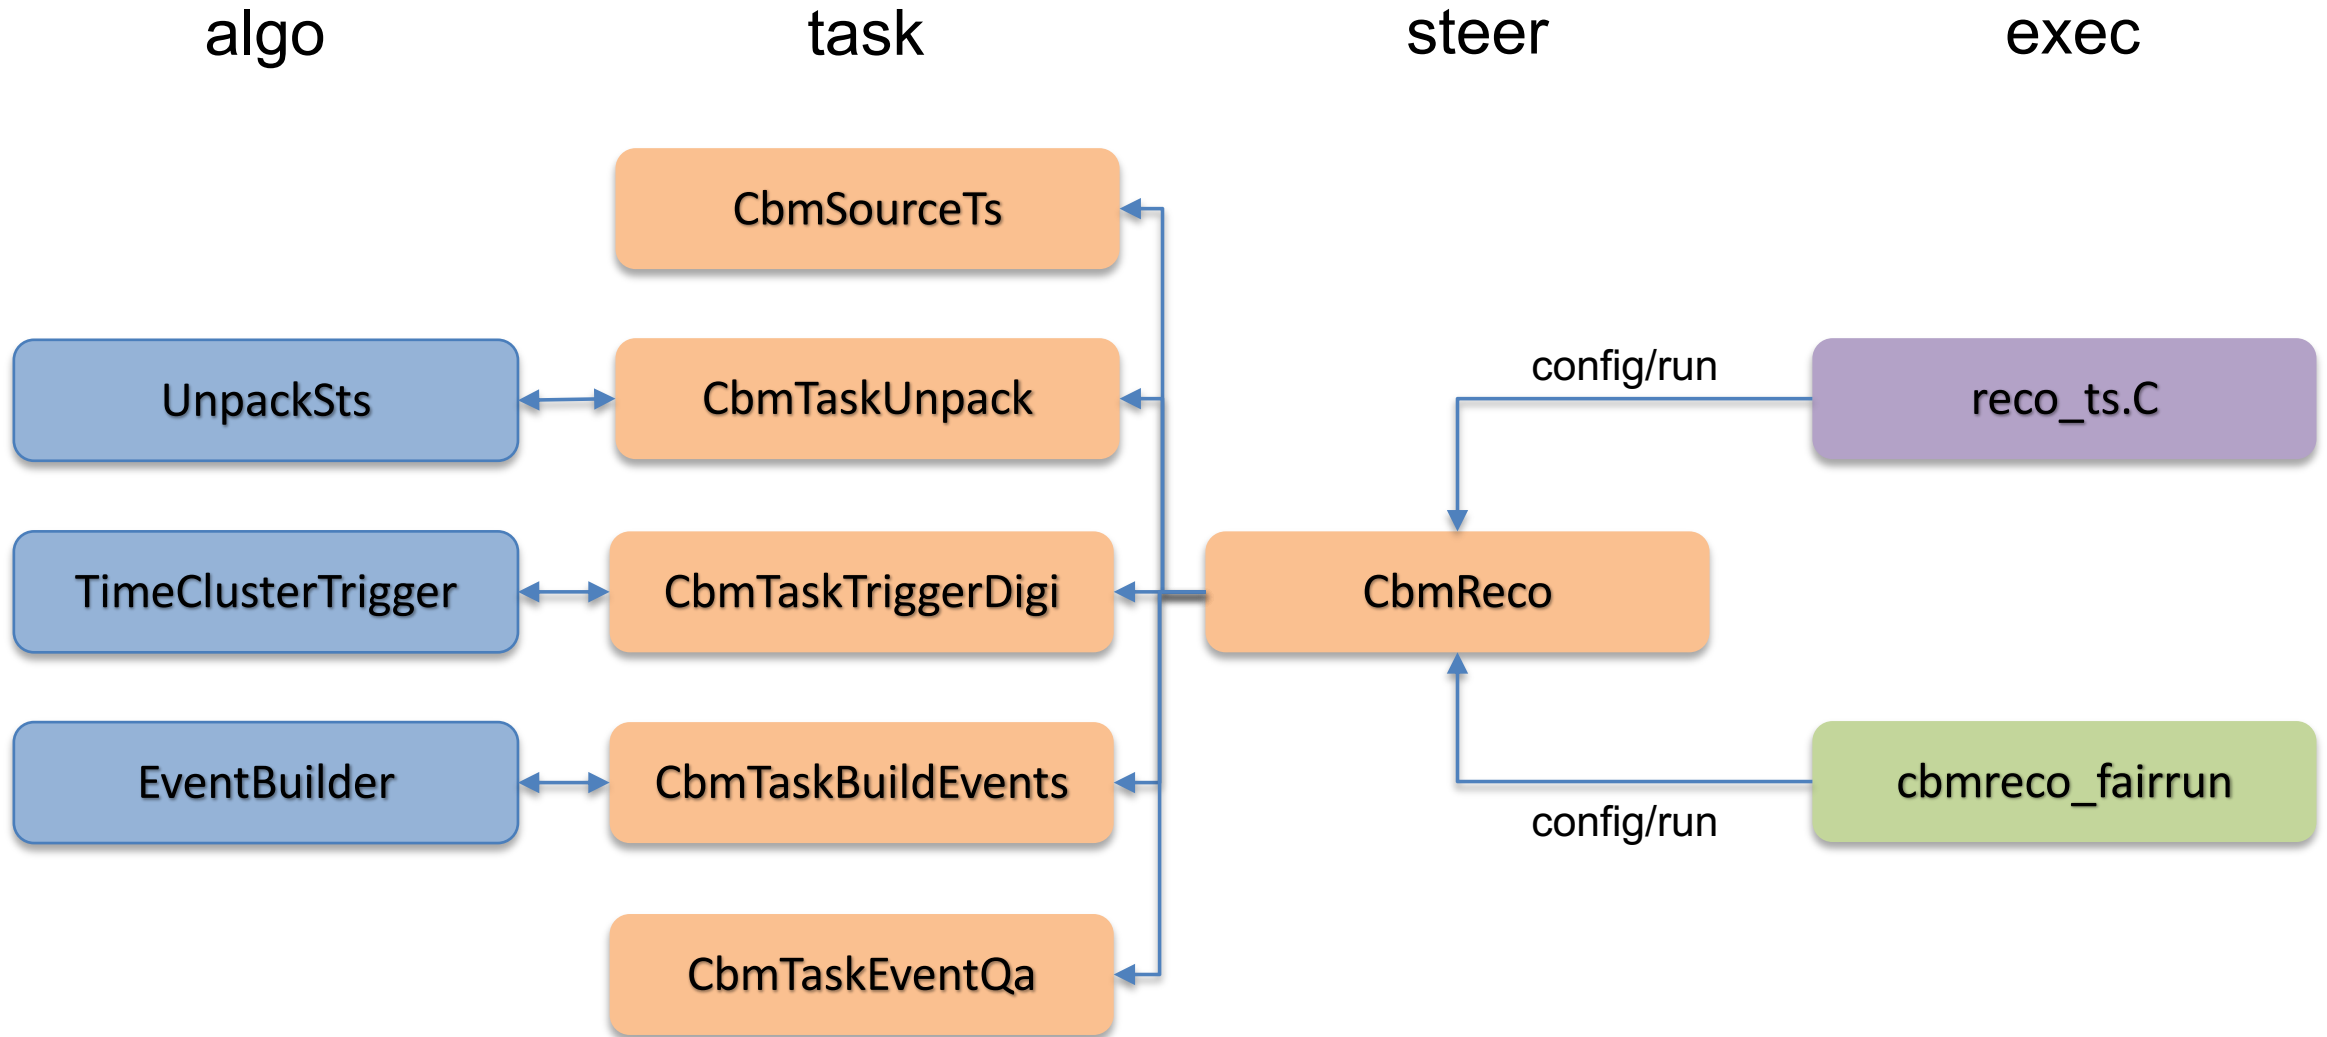 algo
task
steer
exec
CbmSourceTs
UnpackSts
CbmTaskUnpack
config/run
reco_ts.C
TimeClusterTrigger
CbmTaskTriggerDigi
CbmReco
EventBuilder
CbmTaskBuildEvents
config/run
cbmreco_fairrun
CbmTaskEventQa